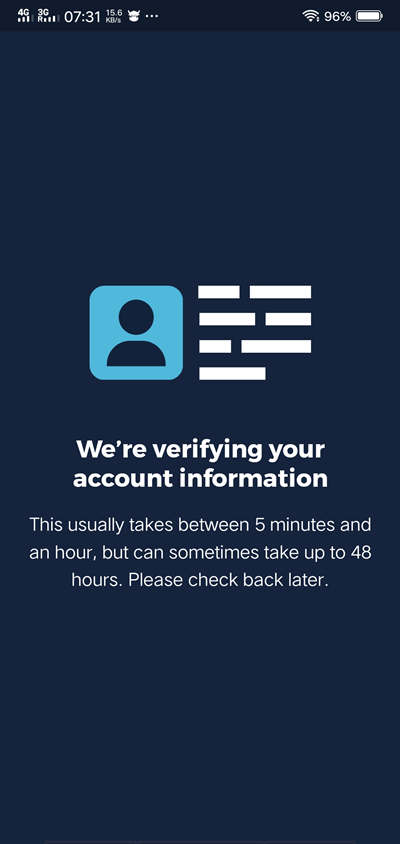 4G 3G R 07:31 15.6 KB/s ... 96%
We're verifying your
account information
This usually takes between 5 minutes and
an hour, but can sometimes take up to 48
hours. Please check back later.